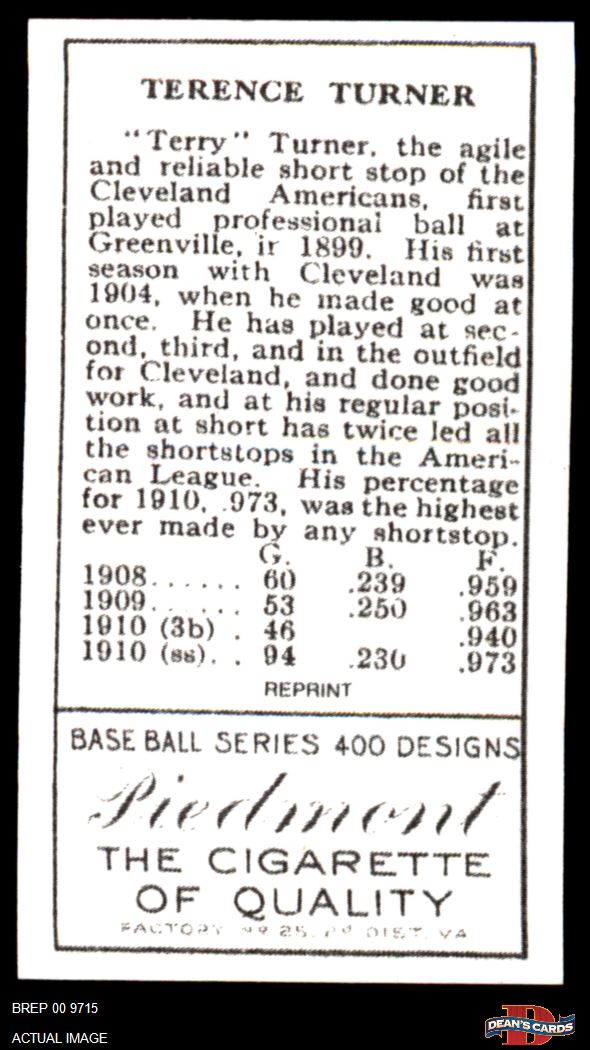 TERENCE TURNER
"Terry" Turner, the agile
and reliable short stop of the
Cleveland Americans, first
played professional ball at
Greenville, ir 1899. His first
season with Cleveland was
1904, when he made good at
once. He has played at sec-
ond, third, and in the outfield
for Cleveland, and done good
work, and at his regular posi-
tion at short has twice led all
the shortstops in the Ameri-
can League. His percentage
for 1910, .973, was the highest
ever made by any shortstop.
G. B. F.
1908...... 60 .239 .959
1909...... 53 .250 .963
1910 (3b) . 46 .940
1910 (ss). . 94 .230 .973
REPRINT
BASE BALL SERIES 400 DESIGNS
Piedmont
THE CIGARETTE
OF QUALITY
FACTORY Nº 25, 2º DIST. VA
BREP 00 9715
ACTUAL IMAGE
D
DEAN'S CARDS